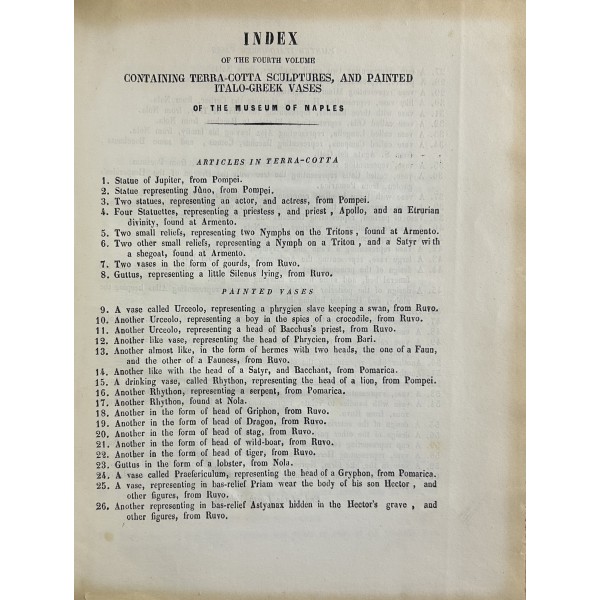 INDEX
OF THE FOURTH VOLUME
CONTAINING TERRA-COTTA SCULPTURES, AND PAINTED
ITALO-GREEK VASES
OF THE MUSEUM OF NAPLES
ARTICLES IN TERRA-COTTA
1. Statue of Jupiter, from Pompei.
2. Statue representing Jûno, from Pompei.
3. Two statues, representing an actor, and actress, from Pompei.
4. Four Statuettes, representing a priestess, and priest, Apollo, and an Etrurian
divinity, found at Armento.
5. Two small reliefs, representing two Nymphs on the Tritons, found at Armento.
6. Two other small reliefs, representing a Nymph on a Triton, and a Satyr with
a shegoat, found at Armento.
7. Two vases in the form of gourds, from Ruvo.
8. Guttus, representing a little Silenus lying, from Ruvo.
PAINTED VASES
9. A vase called Urceolo, representing a phrygien slave keeping a swan, from Ruvo.
10. Another Urceolo, representing a boy in the spics of a crocodile, from Ruvo.
11. Another Urceolo, representing a head of Bacchus's priest, from Ruvo.
12. Another like vase, representing the head of Phrycien, from Bari.
13. Another almost like, in the form of hermes with two heads, the one of a Faun,
and the other of a Fauness, from Ruvo.
14. Another like with the head of a Satyr, and Bacchant, from Pomarica.
15. A drinking vase, called Rhython, representing the head of a lion, from Pompei.
16. Another Rhython, representing a serpent, from Pomarica.
17. Another Rhython, found at Nola.
18. Another in the form of head of Griphon, from Ruvo.
19. Another in the form of head of Dragon, from Ruvo.
20. Another in the form of head of stag, from Ruvo.
21. Another in the form of head of wild-boar, from Ruvo.
22. Another in the form of head of tiger, from Ruvo.
23. Guttus in the form of a lobster, from Nola.
24. A vase called Praefericulum, representing the head of a Gryphon, from Pomarica.
25. A vase, representing in bas-relief Priam wear the body of his son Hector, and
other figures, from Ruvo.
26. Another representing in bas-relief Astyanax hidden in the Hector's grave, and
other figures, from Ruvo.